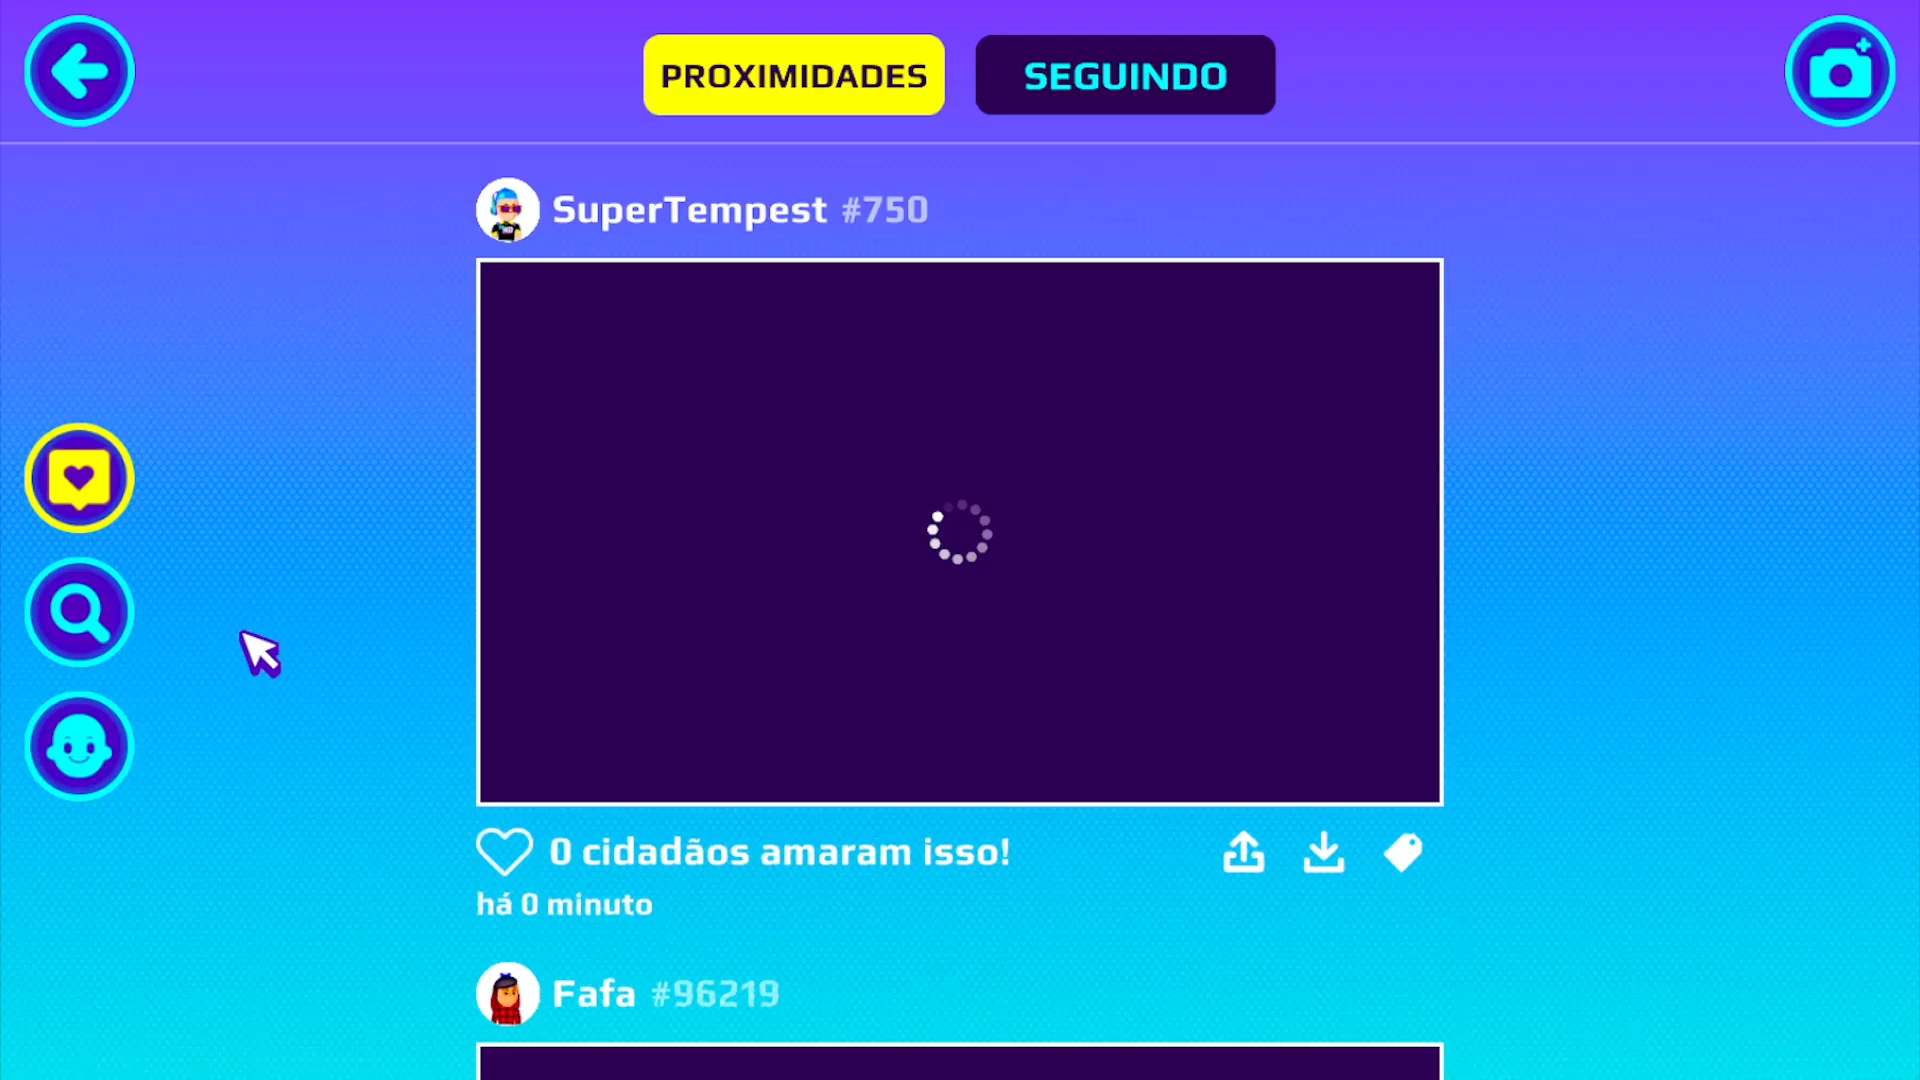 PROXIMIDADES
SEGUINDO
SuperTempest #750
0 cidadãos amaram isso!
há 0 minuto
Fafa #96219